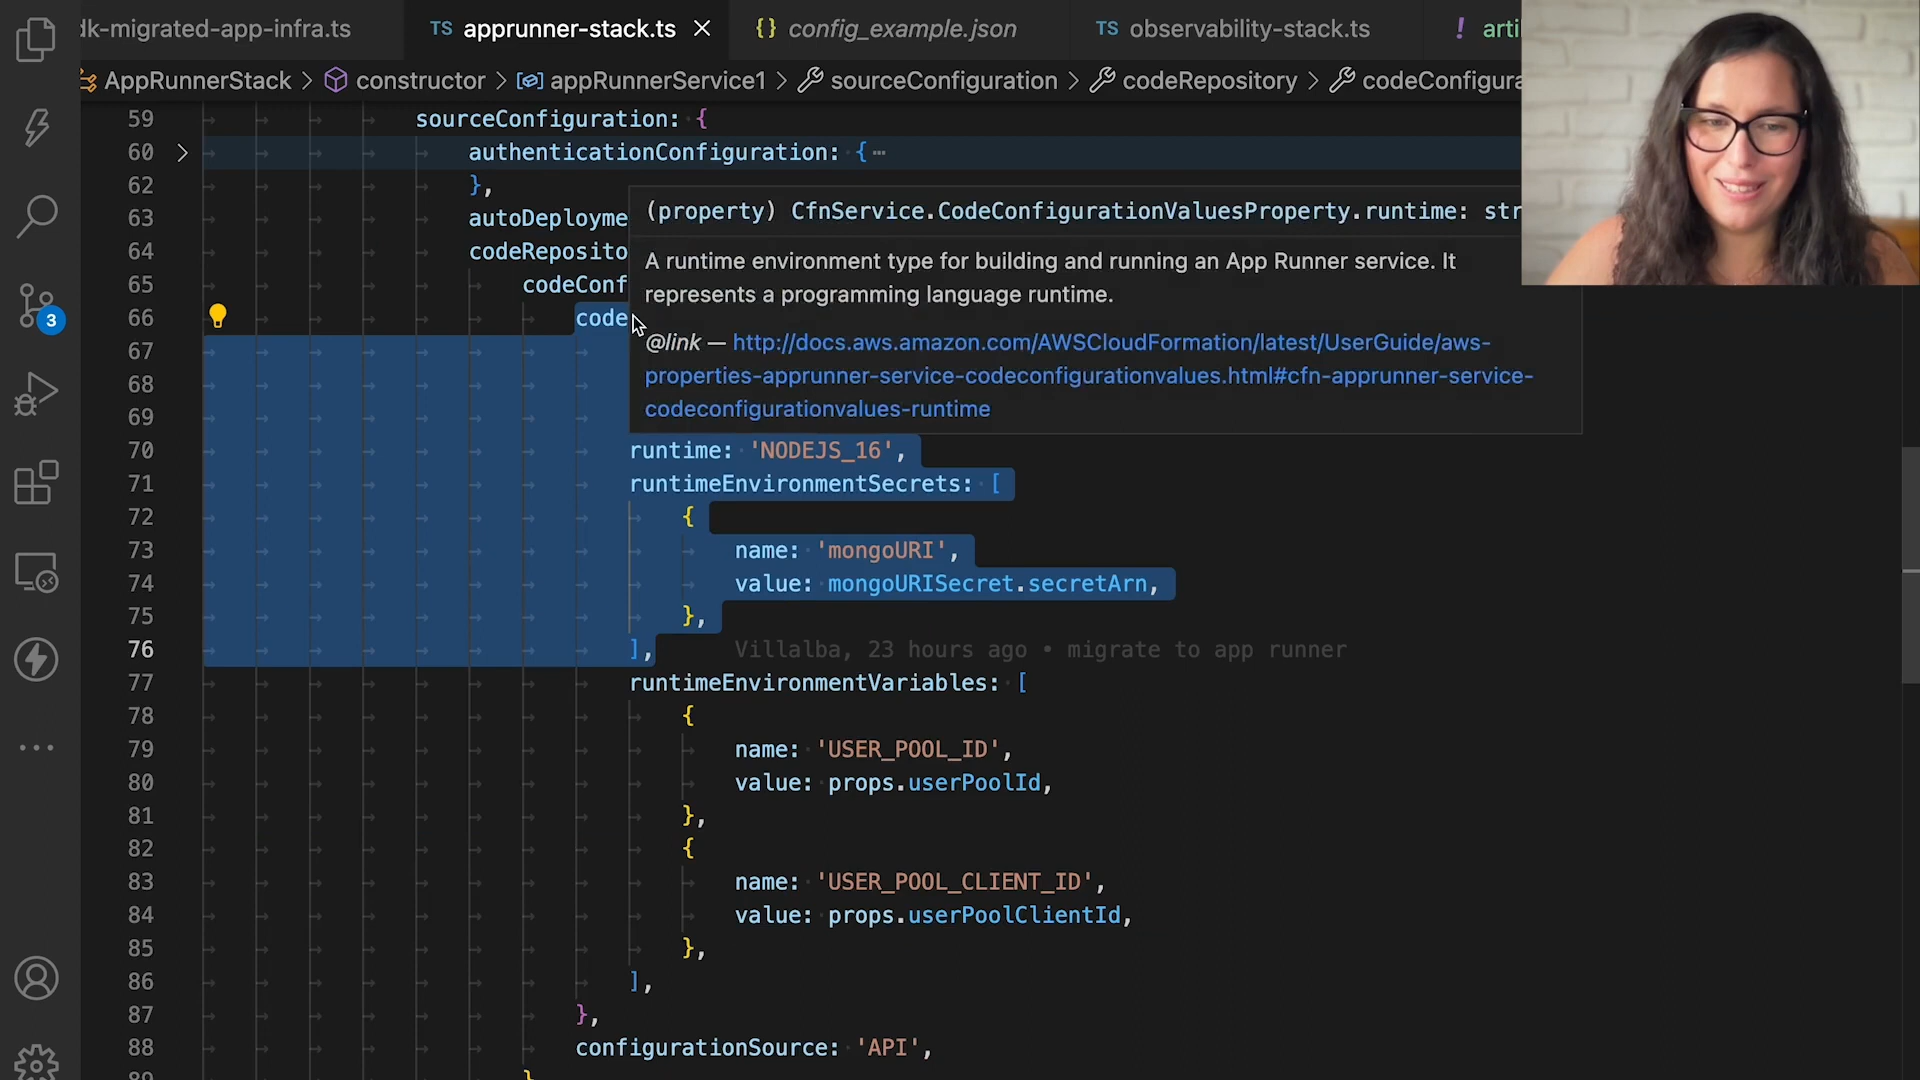 dk-migrated-app-infra.ts
TS apprunner-stack.ts
{} config_example.json
TS observability-stack.ts
! arti
AppRunnerStack > constructor > appRunnerService1 > sourceConfiguration > codeRepository > codeConfigura
59 sourceConfiguration: {
60 authenticationConfiguration: {
62 },
63 autoDeployme
64 codeReposito
65 codeConf
66 code
67
68
69
(property) CfnService.CodeConfigurationValuesProperty.runtime: str
A runtime environment type for building and running an App Runner service. It
represents a programming language runtime.
@link — http://docs.aws.amazon.com/AWSCloudFormation/latest/UserGuide/aws-
properties-apprunner-service-codeconfigurationvalues.html#cfn-apprunner-service-
codeconfigurationvalues-runtime
70 runtime: 'NODEJS_16',
71 runtimeEnvironmentSecrets: [
72 {
73 name: 'mongoURI',
74 value: mongoURISecret.secretArn,
75 },
76 ], Villalba, 23 hours ago • migrate to app runner
77 runtimeEnvironmentVariables: [
78 {
79 name: 'USER_POOL_ID',
80 value: props.userPoolId,
81 },
82 {
83 name: 'USER_POOL_CLIENT_ID',
84 value: props.userPoolClientId,
85 },
86 ],
87 },
88 configurationSource: 'API',
89 }
3